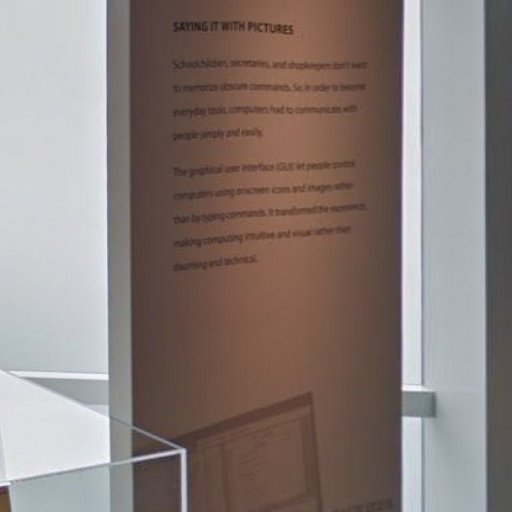 SAYING IT WITH PICTURES
Schoolchildren, secretaries, and shopkeepers don't want
to memorize obscure commands. So, in order to become
everyday tools, computers had to communicate with
people simply and easily.
The graphical user interface (GUI) let people control
computers using onscreen icons and images rather
than by typing commands. It transformed the experience,
making computing intuitive and visual rather than
daunting and technical.